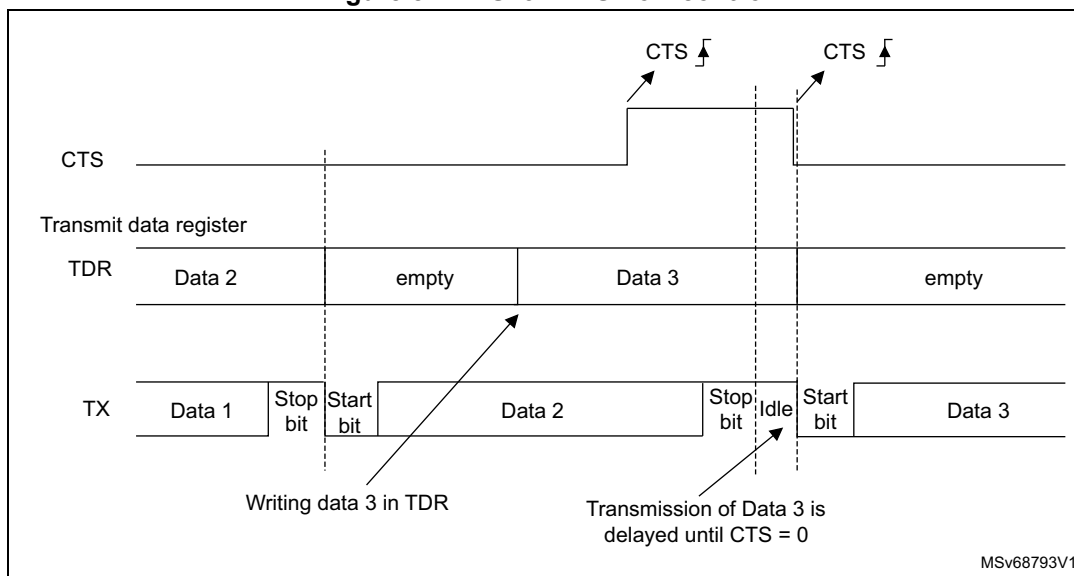 CTS
CTS
CTS
Transmit data register
TDR
Data 2
empty
Data 3
empty
TX
Data 1
Stop
bit
Start
bit
Data 2
Stop
bit
Idle
Start
bit
Data 3
Writing data 3 in TDR
Transmission of Data 3 is
delayed until CTS = 0
MSv68793V1